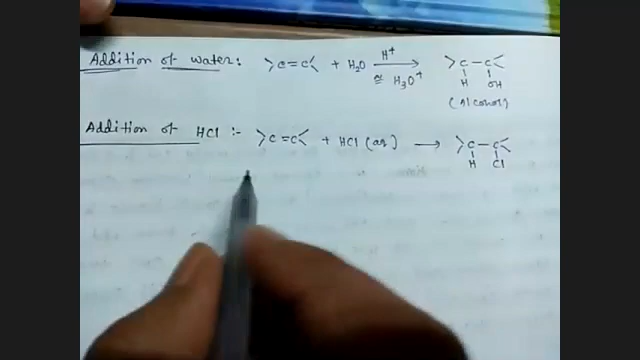 Addition of water: >C=C< + H2O H+ ≅ H3O+ → >C-C< H OH
(Alcohol)
Addition of HCl :- >C=C< + HCl (aq) → >C-C< H Cl